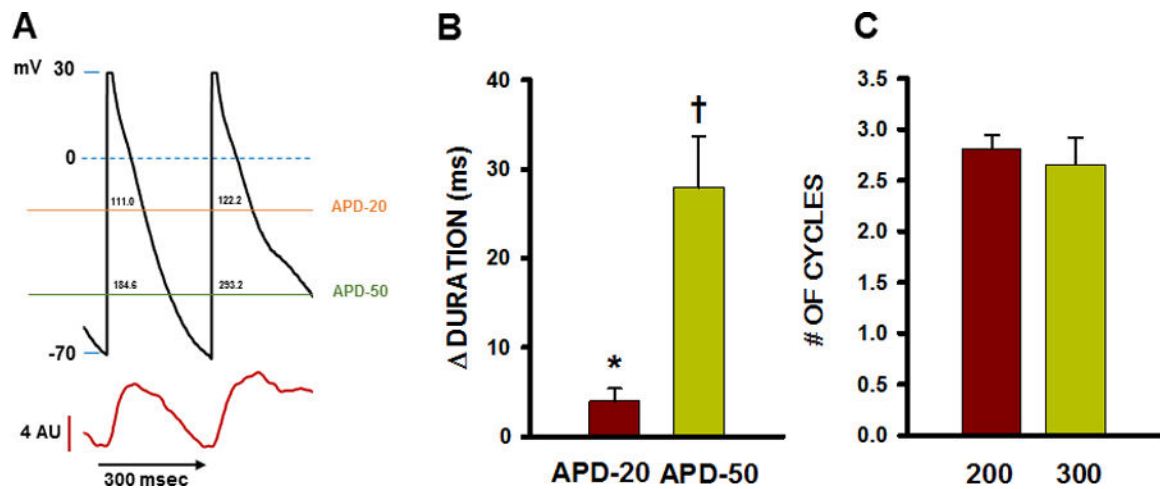 A
mV
30
0
111.0
122.2
APD-20
184.6
293.2
APD-50
-70
4 AU
300 msec
B
Δ DURATION (ms)
40
30
20
10
0
*
†
APD-20 APD-50
C
# OF CYCLES
3.5
3.0
2.5
2.0
1.5
1.0
0.5
0.0
200 300